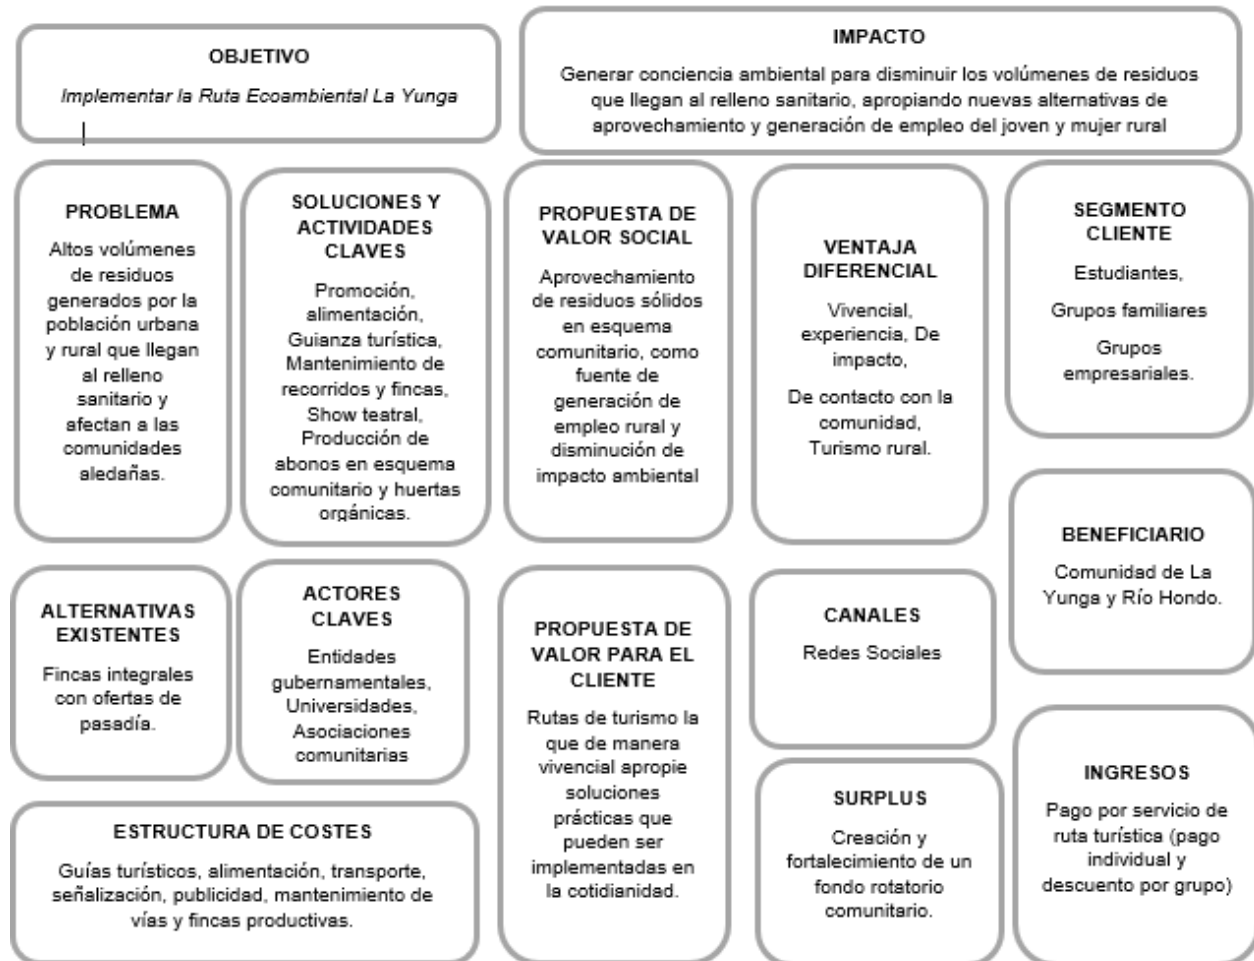 OBJETIVO
Implementar la Ruta Ecoambiental La Yunga
IMPACTO
Generar conciencia ambiental para disminuir los volúmenes de residuos
que llegan al relleno sanitario, apropiando nuevas alternativas de
aprovechamiento y generación de empleo del joven y mujer rural
PROBLEMA
Altos volúmenes
de residuos
generados por la
población urbana
y rural que llegan
al relleno
sanitario y
afectan a las
comunidades
aledañas.
SOLUCIONES Y
ACTIVIDADES
CLAVES
Promoción,
alimentación,
Guianza turística,
Mantenimiento de
recorridos y fincas,
Show teatral,
Producción de
abonos en esquema
comunitario y huertas
orgánicas.
PROPUESTA DE
VALOR SOCIAL
Aprovechamiento
de residuos sólidos
en esquema
comunitario, como
fuente de
generación de
empleo rural y
disminución de
impacto ambiental
VENTAJA
DIFERENCIAL
Vivencial,
experiencia, De
impacto,
De contacto con la
comunidad,
Turismo rural.
SEGMENTO
CLIENTE
Estudiantes,
Grupos familiares
Grupos
empresariales.
BENEFICIARIO
Comunidad de La
Yunga y Río Hondo.
ALTERNATIVAS
EXISTENTES
Fincas integrales
con ofertas de
pasadía.
ACTORES
CLAVES
Entidades
gubernamentales,
Universidades,
Asociaciones
comunitarias
PROPUESTA DE
VALOR PARA EL
CLIENTE
Rutas de turismo la
que de manera
vivencial apropie
soluciones
prácticas que
pueden ser
implementadas en
la cotidianidad.
CANALES
Redes Sociales
SURPLUS
Creación y
fortalecimiento de un
fondo rotatorio
comunitario.
INGRESOS
Pago por servicio de
ruta turística (pago
individual y
descuento por grupo)
ESTRUCTURA DE COSTES
Guías turísticos, alimentación, transporte,
señalización, publicidad, mantenimiento de
vías y fincas productivas.